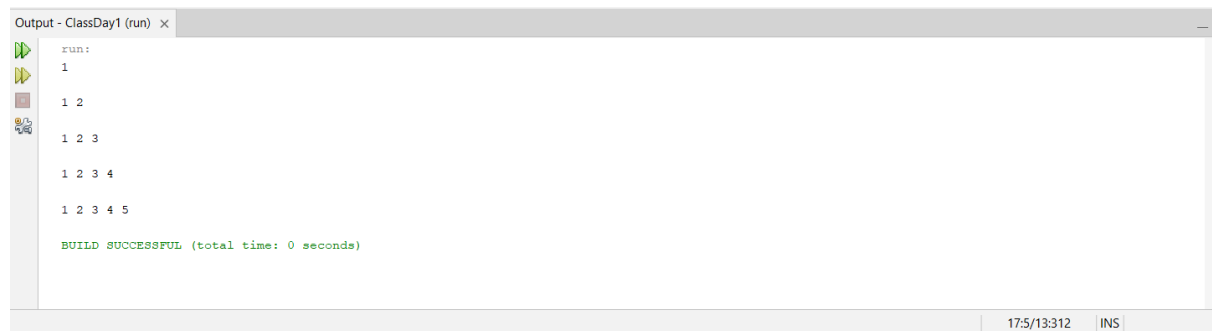 Output - ClassDay1 (run) ×
run:
1
1 2
1 2 3
1 2 3 4
1 2 3 4 5
BUILD SUCCESSFUL (total time: 0 seconds)
17:5/13:312 INS